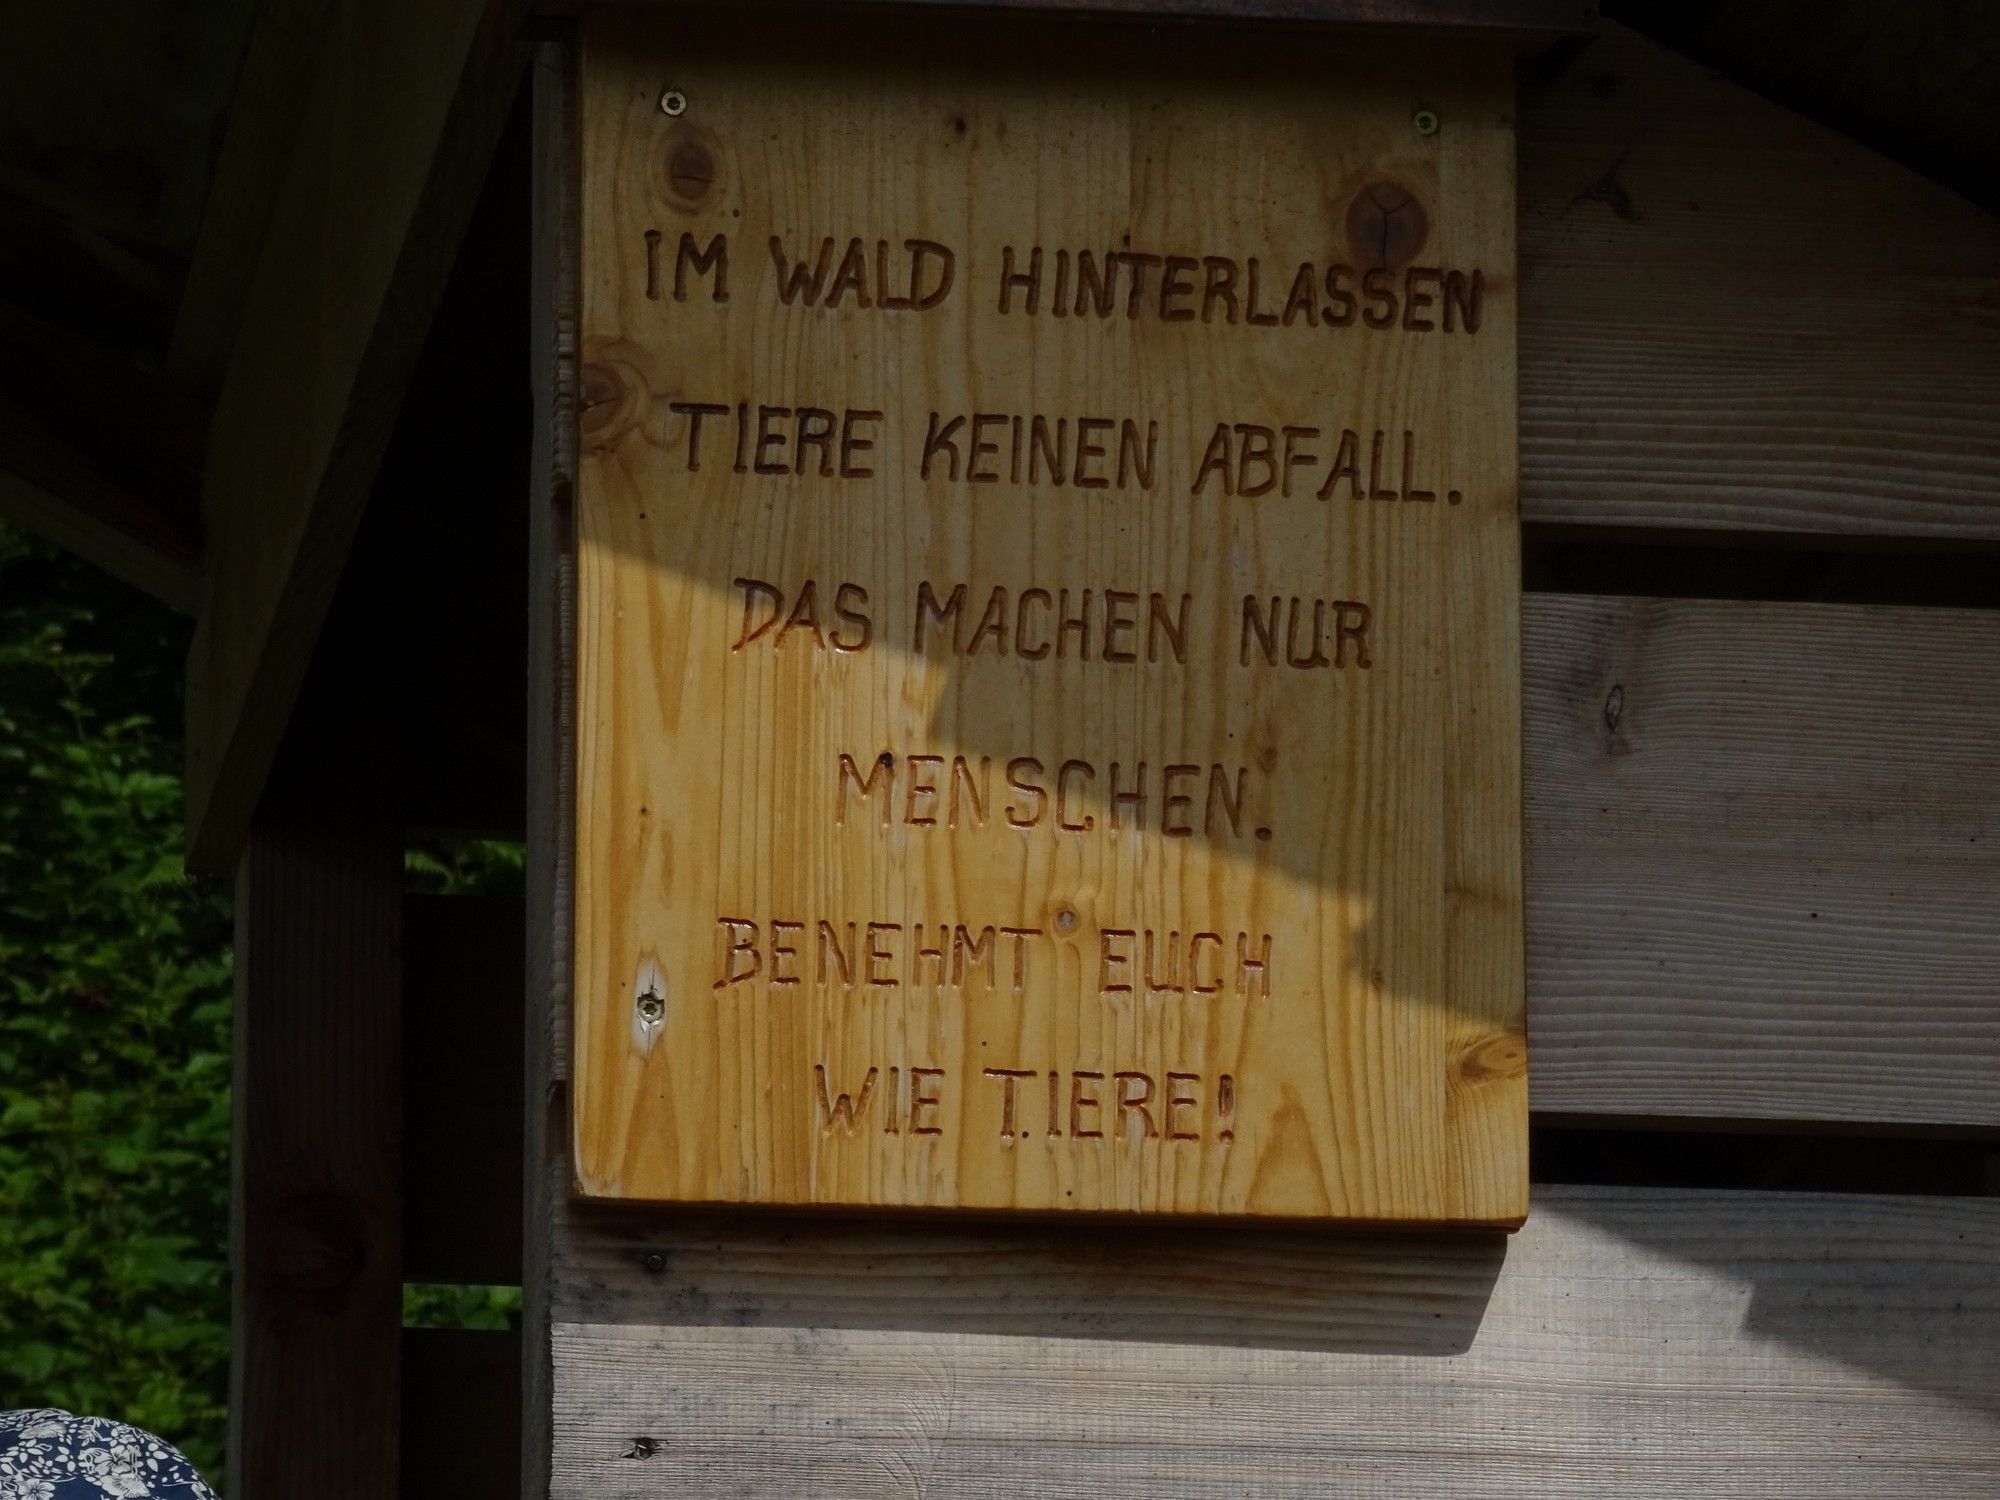 IM WALD HINTERLASSEN
TIERE KEINEN ABFALL.
DAS MACHEN NUR
MENSCHEN.
BENEHMT EUCH
WIE TIERE!